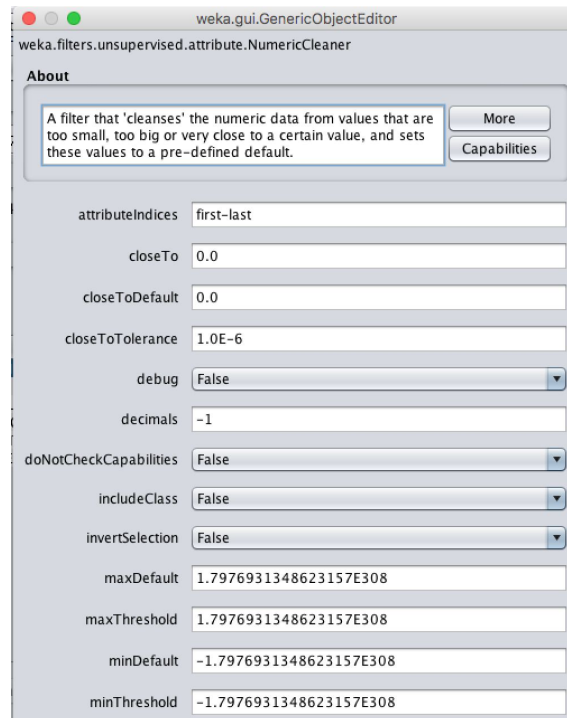 weka.gui.GenericObjectEditor
weka.filters.unsupervised.attribute.NumericCleaner
About
A filter that 'cleanses' the numeric data from values that are
too small, too big or very close to a certain value, and sets
these values to a pre-defined default.
More
Capabilities
attributeIndices first-last
closeTo 0.0
closeToDefault 0.0
closeToTolerance 1.0E-6
debug False
decimals -1
doNotCheckCapabilities False
includeClass False
invertSelection False
maxDefault 1.7976931348623157E308
maxThreshold 1.7976931348623157E308
minDefault -1.7976931348623157E308
minThreshold -1.7976931348623157E308